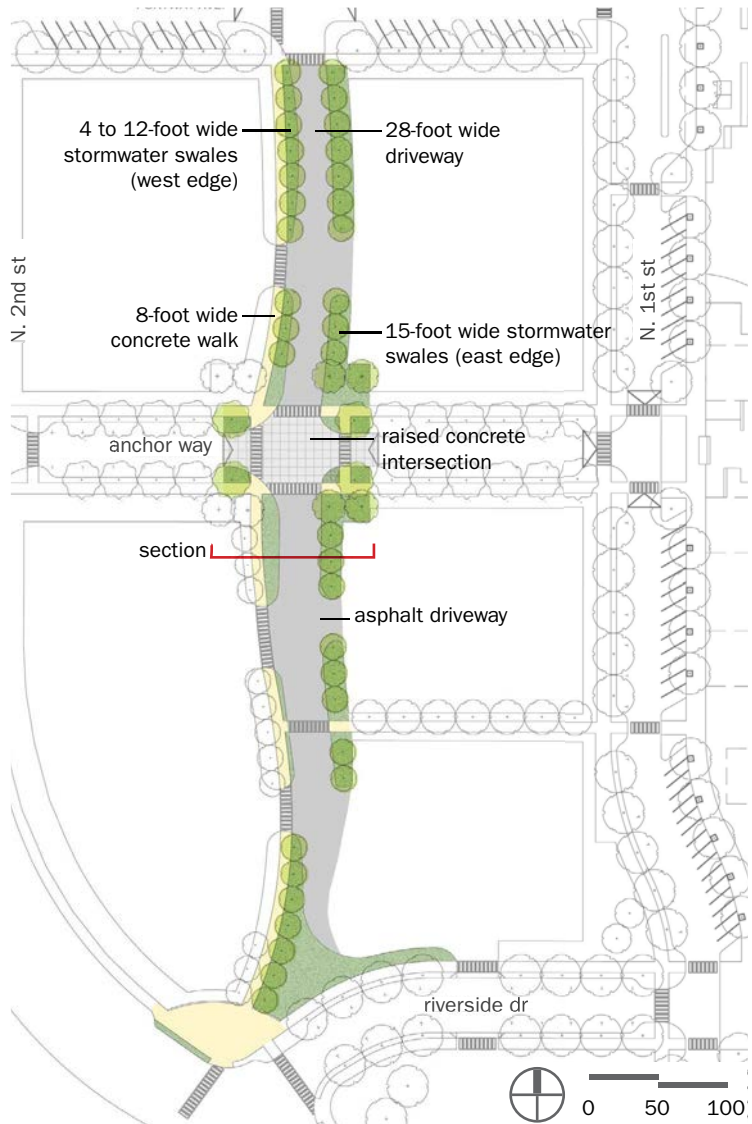 4 to 12-foot wide
stormwater swales
(west edge)
28-foot wide
driveway
N. 2nd st
N. 1st st
8-foot wide
concrete walk
15-foot wide stormwater
swales (east edge)
anchor way
raised concrete
intersection
section
asphalt driveway
riverside dr
0
50
100